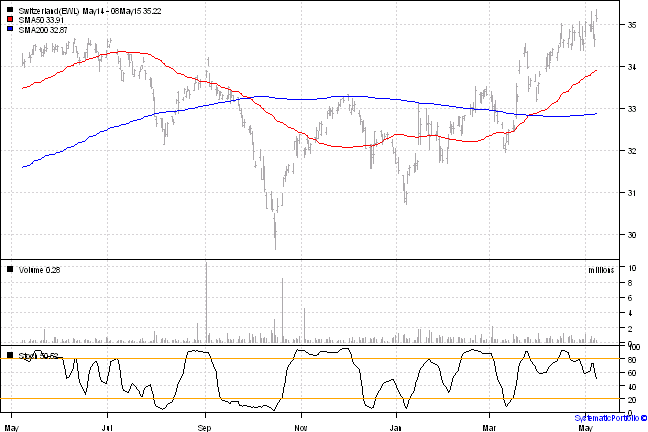 Switzerland(EWL) May14 - 08May15 35.22
SMA50 33.91
SMA200 32.87
35
34
33
32
31
30
Volume 0.28
millions
10
8
6
4
2
0
100
80
60
40
20
0
May
Jul
Sep
Nov
Jan
Mar
May
SystematicPortfolio ©